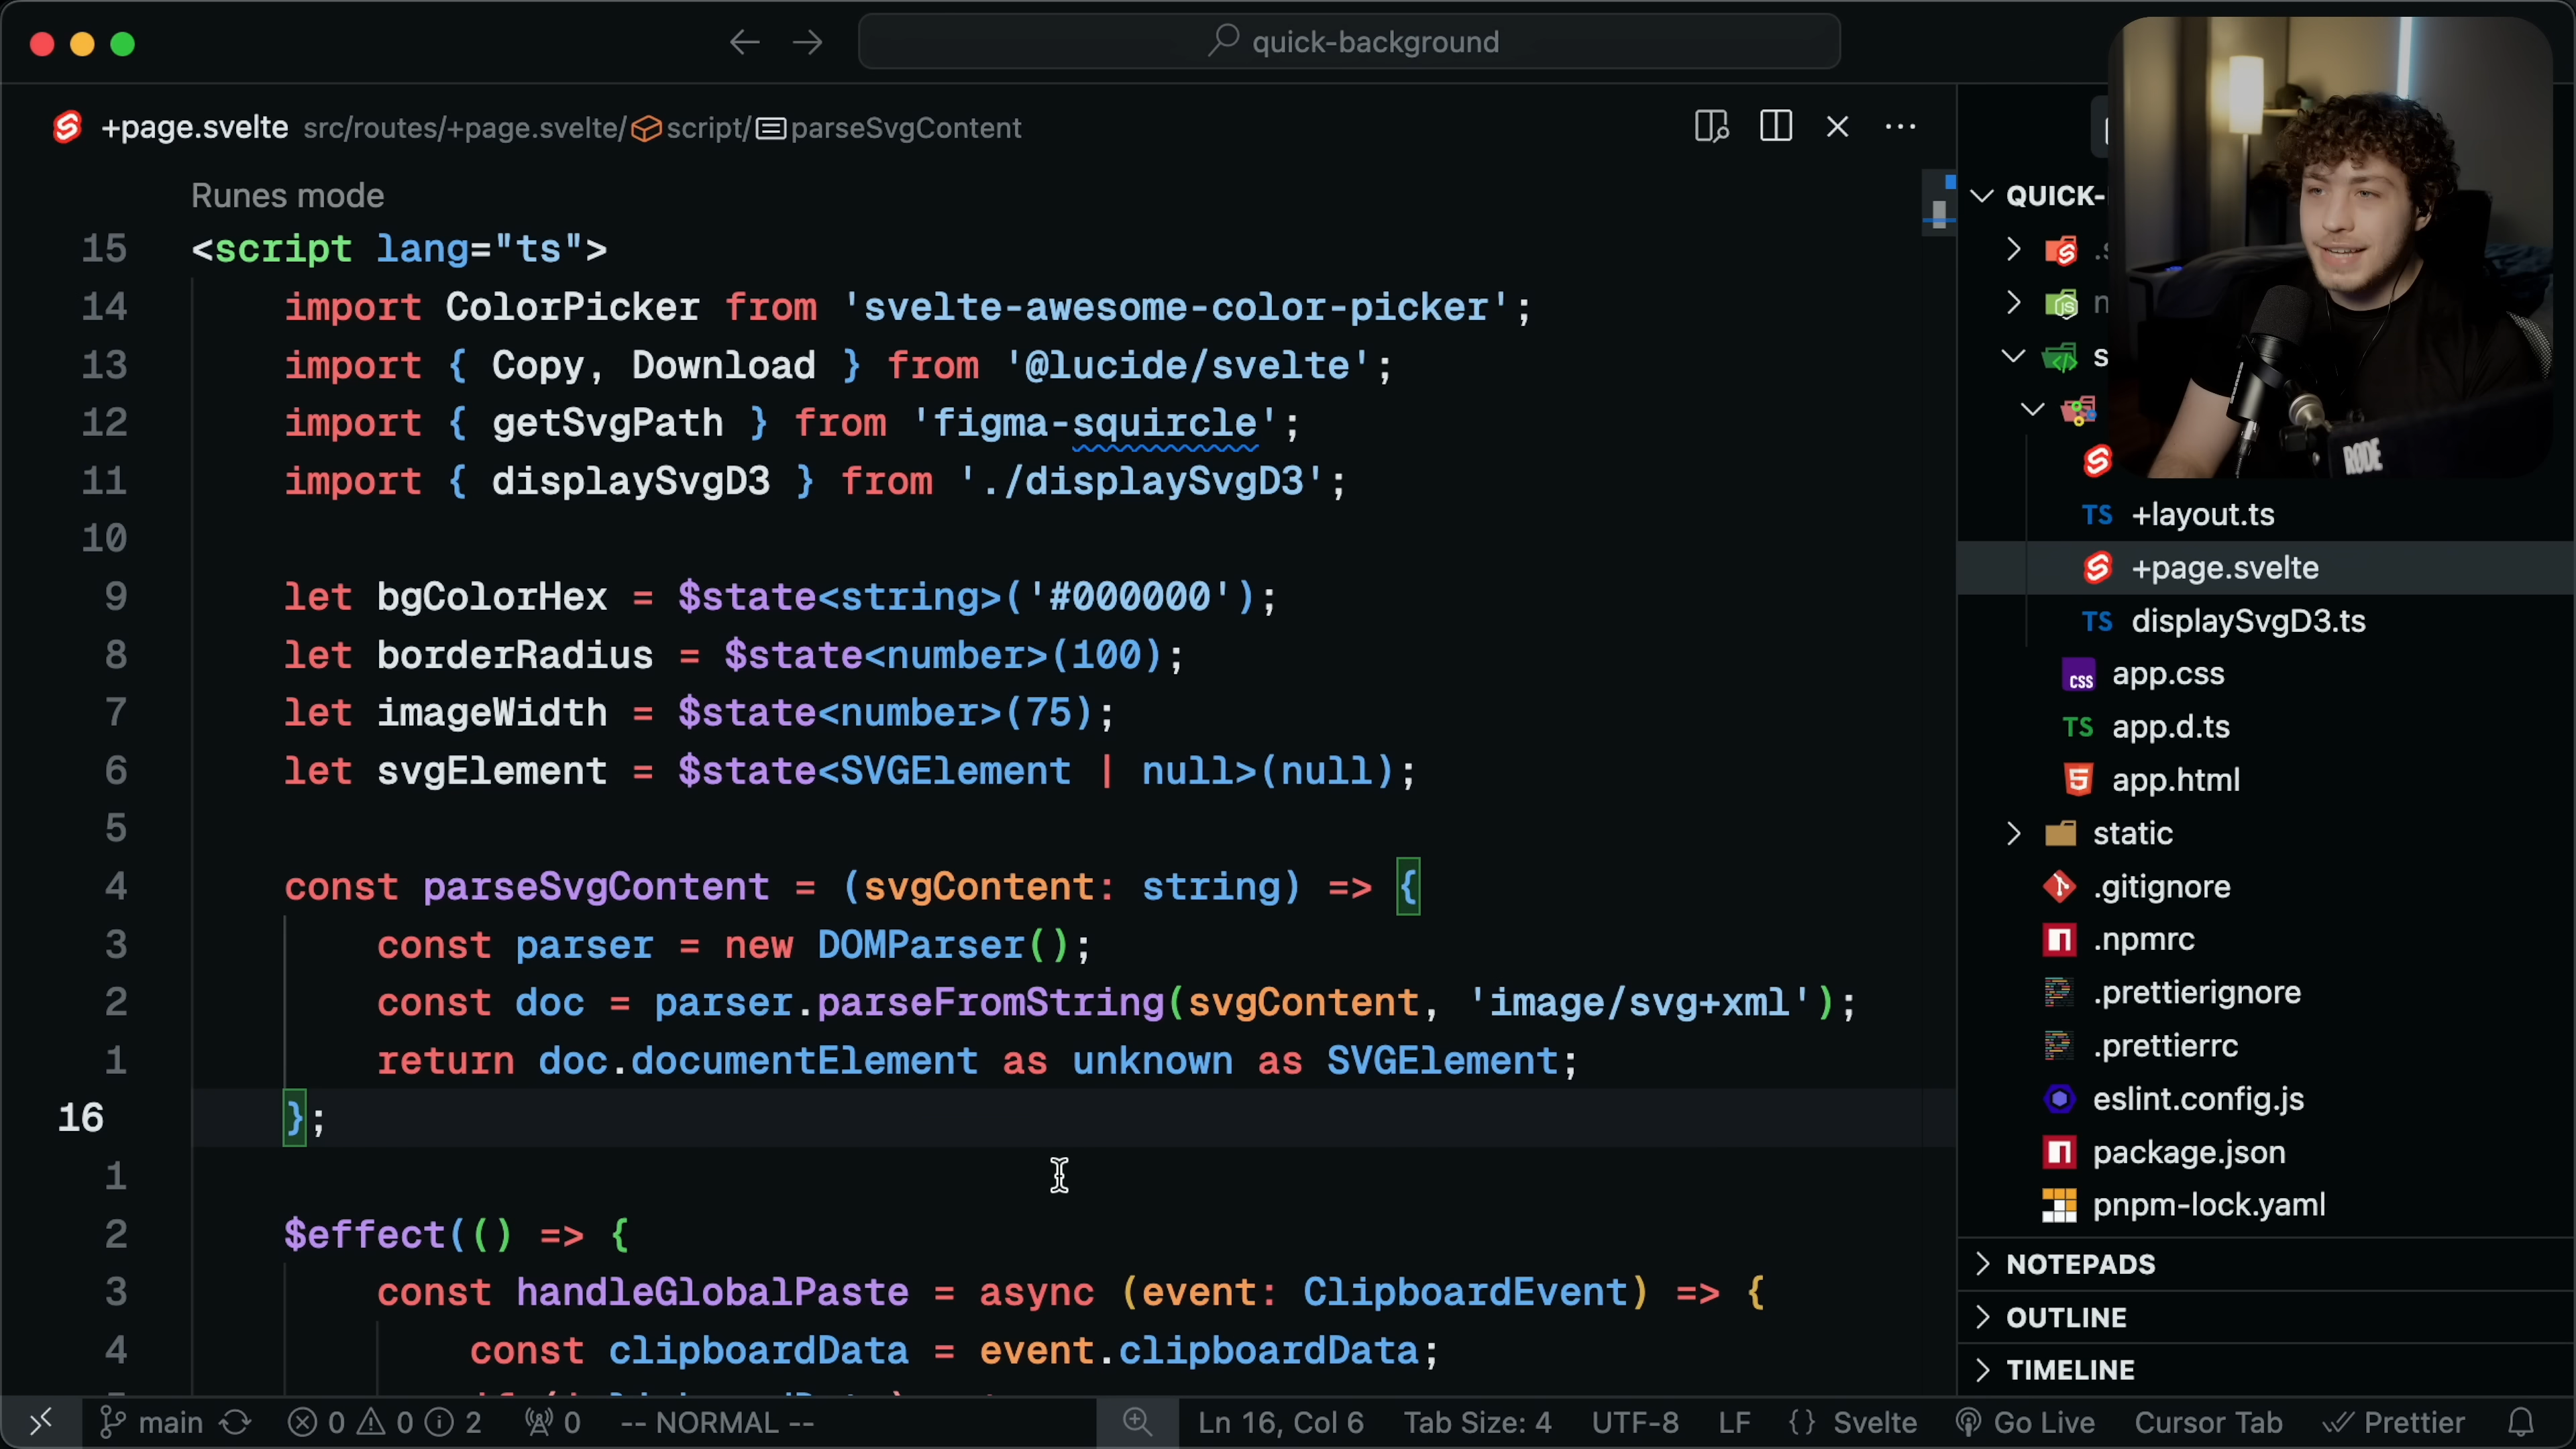 quick-background
+page.svelte src/routes/+page.svelte/script/parseSvgContent
Runes mode
15 <script lang="ts">
14 import ColorPicker from 'svelte-awesome-color-picker';
13 import { Copy, Download } from '@lucide/svelte';
12 import { getSvgPath } from 'figma-squircle';
11 import { displaySvgD3 } from './displaySvgD3';
10
9 let bgColorHex = $state<string>('#000000');
8 let borderRadius = $state<number>(100);
7 let imageWidth = $state<number>(75);
6 let svgElement = $state<SVGElement | null>(null);
5
4 const parseSvgContent = (svgContent: string) => {
3 const parser = new DOMParser();
2 const doc = parser.parseFromString(svgContent, 'image/svg+xml');
1 return doc.documentElement as unknown as SVGElement;
16 };
1
2 $effect(() => {
3 const handleGlobalPaste = async (event: ClipboardEvent) => {
4 const clipboardData = event.clipboardData;
QUICK-
RØDE
+layout.ts
+page.svelte
displaySvgD3.ts
app.css
app.d.ts
app.html
static
.gitignore
.npmrc
.prettierignore
.prettierrc
eslint.config.js
package.json
pnpm-lock.yaml
NOTEPADS
OUTLINE
TIMELINE
main 0 0 2 0 -- NORMAL -- Ln 16, Col 6 Tab Size: 4 UTF-8 LF {} Svelte Go Live Cursor Tab Prettier